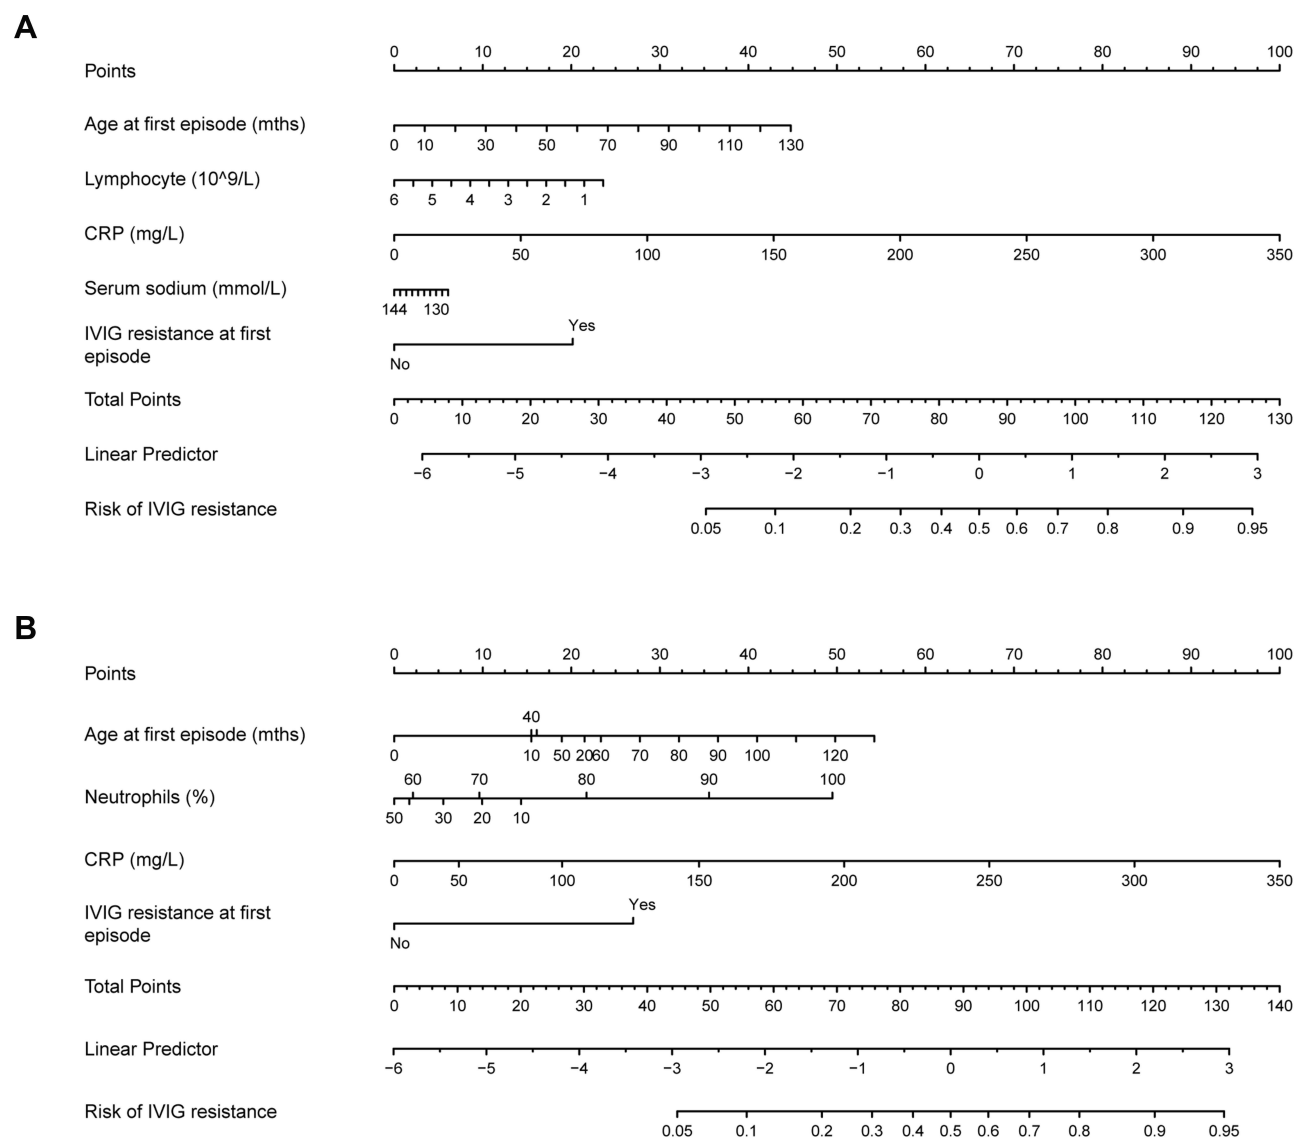 A
0 10 20 30 40 50 60 70 80 90 100
Points
Age at first episode (mths)
0 10 30 50 70 90 110 130
Lymphocyte (10^9/L)
6 5 4 3 2 1
CRP (mg/L)
0 50 100 150 200 250 300 350
Serum sodium (mmol/L)
144 130
Yes
IVIG resistance at first
episode
No
Total Points
0 10 20 30 40 50 60 70 80 90 100 110 120 130
Linear Predictor
−6 −5 −4 −3 −2 −1 0 1 2 3
Risk of IVIG resistance
0.05 0.1 0.2 0.3 0.4 0.5 0.6 0.7 0.8 0.9 0.95
B
0 10 20 30 40 50 60 70 80 90 100
Points
40
Age at first episode (mths)
0 10 50 20 60 70 80 90 100 120
60 70 80 90 100
Neutrophils (%)
50 30 20 10
CRP (mg/L)
0 50 100 150 200 250 300 350
Yes
IVIG resistance at first
episode
No
Total Points
0 10 20 30 40 50 60 70 80 90 100 110 120 130 140
Linear Predictor
−6 −5 −4 −3 −2 −1 0 1 2 3
Risk of IVIG resistance
0.05 0.1 0.2 0.3 0.4 0.5 0.6 0.7 0.8 0.9 0.95